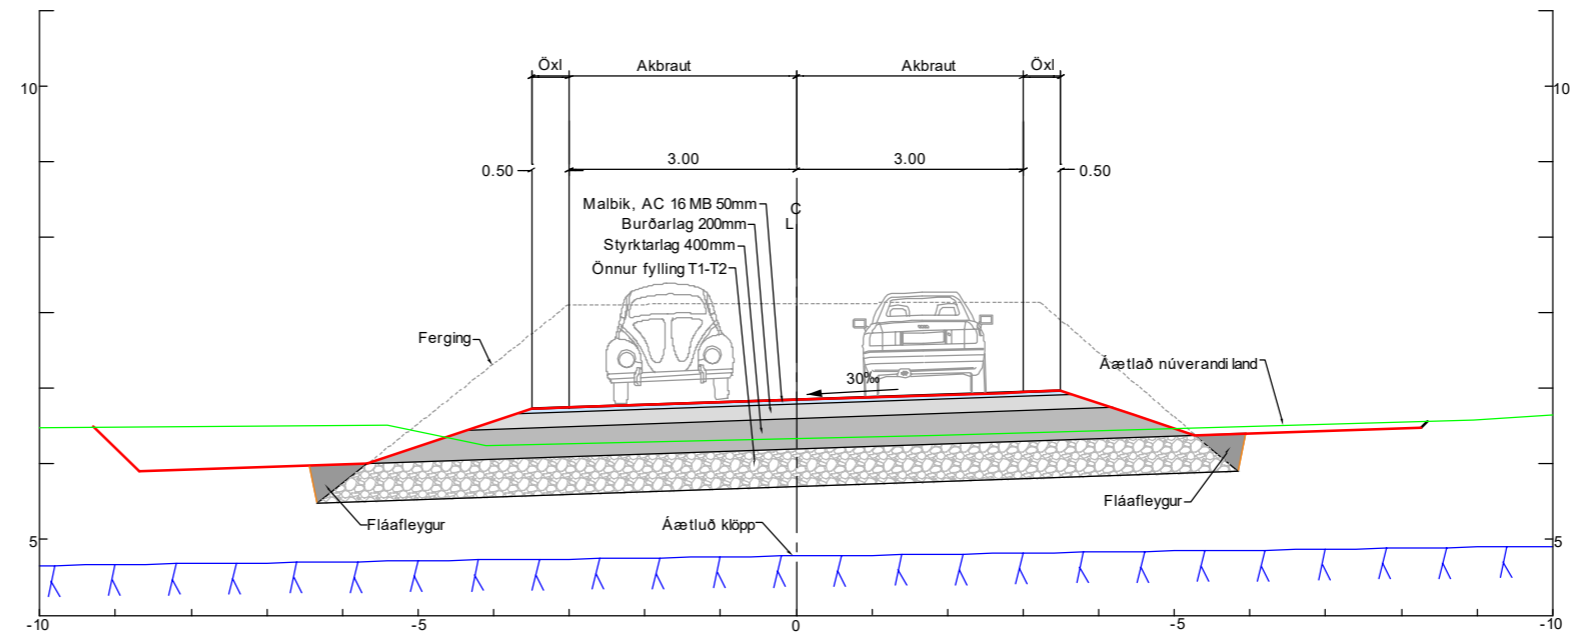 Öxl Akbraut Akbraut Öxl
10 10
0.50 3.00 3.00 0.50
Malbik, AC 16 MB 50mm
C
L
Burðarlag 200mm
Styrktarlag 400mm
Önnur fylling T1-T2
Ferging
30‰
Áætlað núverandi land
Fláafleygur
Fláafleygur
Áætluð klöpp
5 5
-10 -5 0 -5 -10